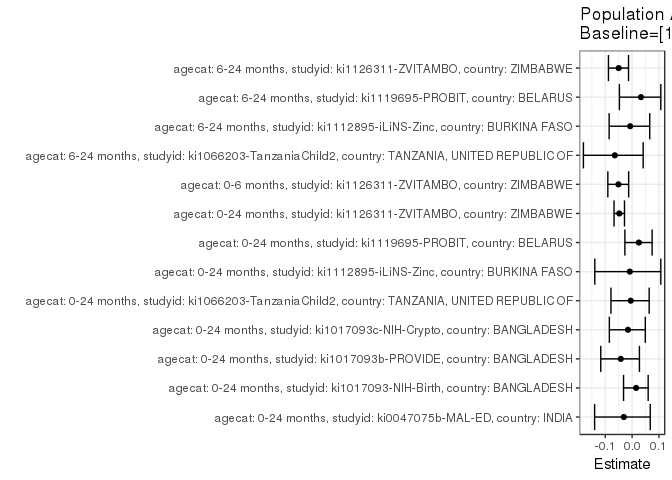 Population
Baseline=[1
agecat: 6-24 months, studyid: ki1126311-ZVITAMBO, country: ZIMBABWE
agecat: 6-24 months, studyid: ki1119695-PROBIT, country: BELARUS
agecat: 6-24 months, studyid: ki1112895-iLiNS-Zinc, country: BURKINA FASO
agecat: 6-24 months, studyid: ki1066203-TanzaniaChild2, country: TANZANIA, UNITED REPUBLIC OF
agecat: 0-6 months, studyid: ki1126311-ZVITAMBO, country: ZIMBABWE
agecat: 0-24 months, studyid: ki1126311-ZVITAMBO, country: ZIMBABWE
agecat: 0-24 months, studyid: ki1119695-PROBIT, country: BELARUS
agecat: 0-24 months, studyid: ki1112895-iLiNS-Zinc, country: BURKINA FASO
agecat: 0-24 months, studyid: ki1066203-TanzaniaChild2, country: TANZANIA, UNITED REPUBLIC OF
agecat: 0-24 months, studyid: ki1017093c-NIH-Crypto, country: BANGLADESH
agecat: 0-24 months, studyid: ki1017093b-PROVIDE, country: BANGLADESH
agecat: 0-24 months, studyid: ki1017093-NIH-Birth, country: BANGLADESH
agecat: 0-24 months, studyid: ki0047075b-MAL-ED, country: INDIA
-0.1 0.0 0.1
Estimate